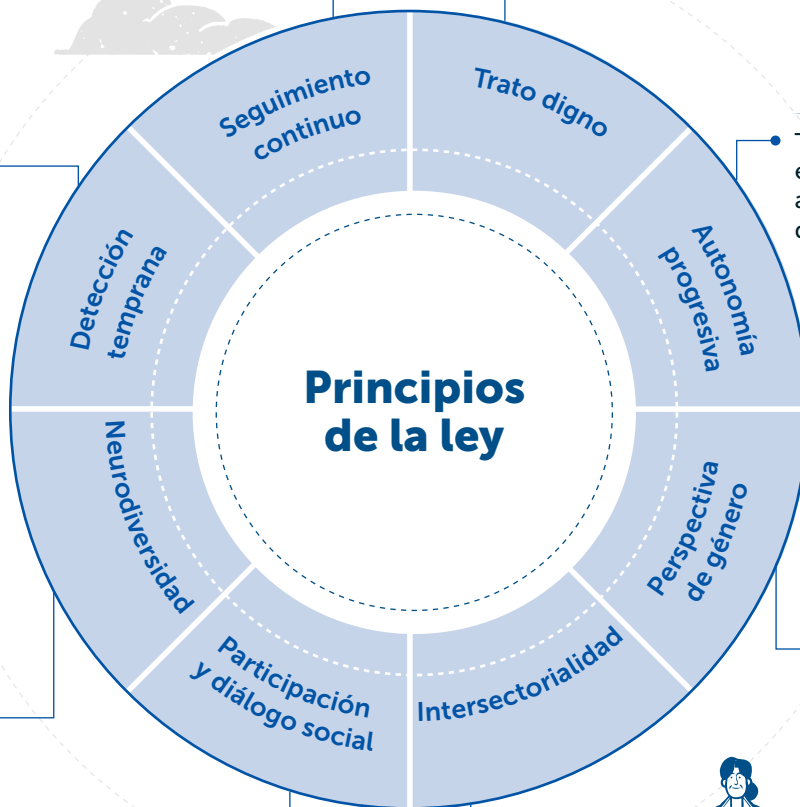 Principios
de la ley
Trato digno
Autonomía
progresiva
Perspectiva
de género
Intersectorialidad
Participación
y diálogo social
Neurodiversidad
Detección
temprana
Seguimiento
continuo